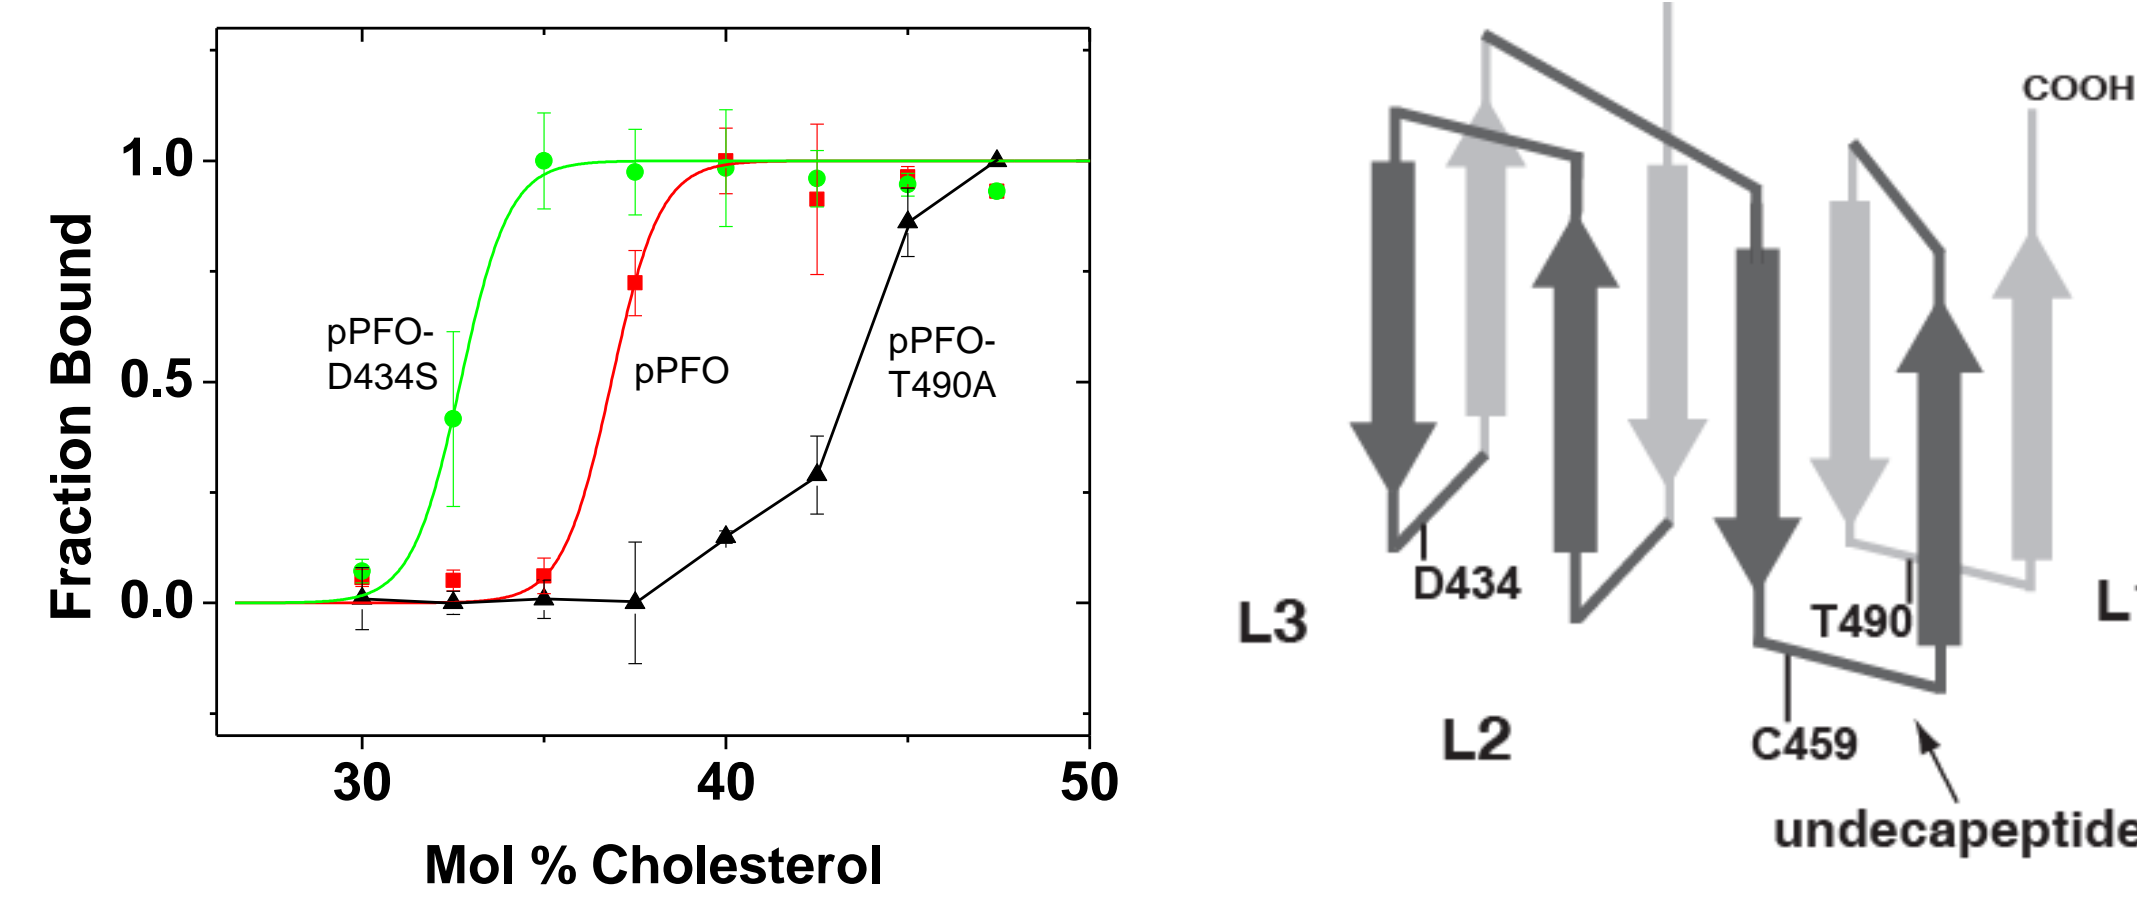 Fraction Bound
1.0
0.5
0.0
pPFO-
D434S
pPFO
pPFO-
T490A
30
40
50
Mol % Cholesterol
COOH
D434
T490
L3
L2
C459
undecapeptide